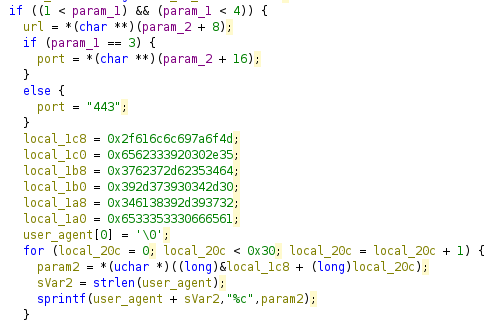 if ((1 < param_1) && (param_1 < 4)) {
url = *(char **)(param_2 + 8);
if (param_1 == 3) {
port = *(char **)(param_2 + 16);
}
else {
port = "443";
}
local_1c8 = 0x2f616c6c697a6f4d;
local_1c0 = 0x6562333920302e35;
local_1b8 = 0x3762372d62353464;
local_1b0 = 0x392d373930342d30;
local_1a8 = 0x346138392d393732;
local_1a0 = 0x6533353330666561;
user_agent[0] = '\0';
for (local_20c = 0; local_20c < 0x30; local_20c = local_20c + 1) {
param2 = *(uchar *)((long)&local_1c8 + (long)local_20c);
sVar2 = strlen(user_agent);
sprintf(user_agent + sVar2,"%c",param2);
}